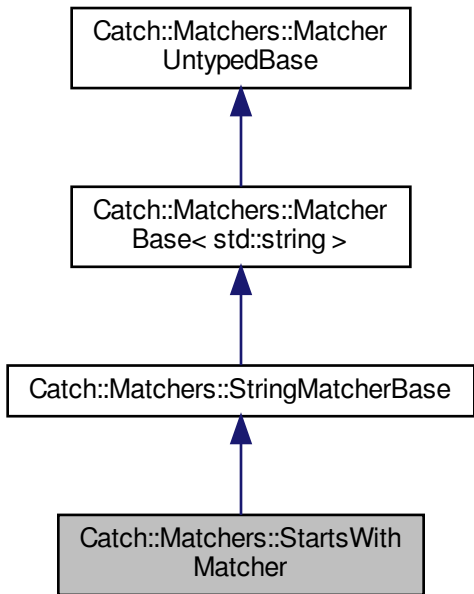 Catch::Matchers::Matcher
UntypedBase
Catch::Matchers::Matcher
Base< std::string >
Catch::Matchers::StringMatcherBase
Catch::Matchers::StartsWith
Matcher